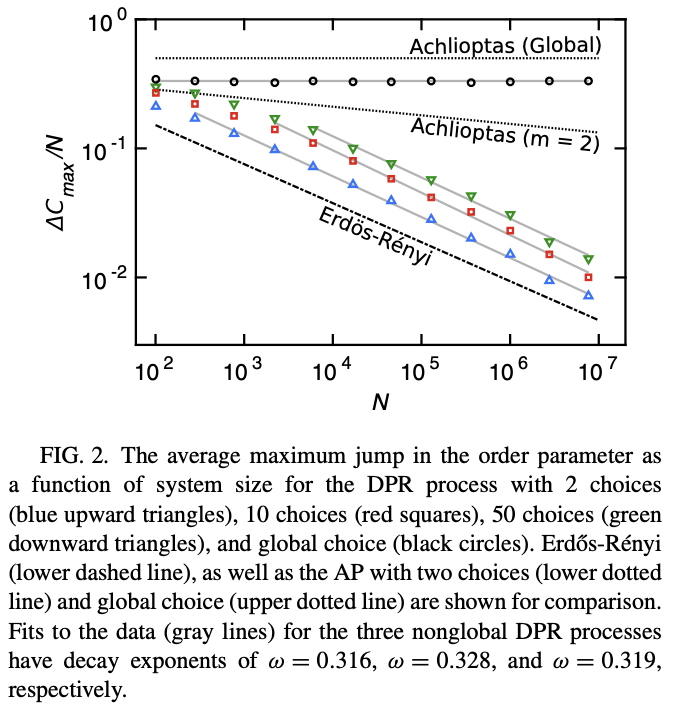 10^0
Achlioptas (Global)
Achlioptas (m = 2)
10^-1
ΔC_max/N
Erdös-Rényi
10^-2
10^2 10^3 10^4 10^5 10^6 10^7
N
FIG. 2. The average maximum jump in the order parameter as
a function of system size for the DPR process with 2 choices
(blue upward triangles), 10 choices (red squares), 50 choices (green
downward triangles), and global choice (black circles). Erdős-Rényi
(lower dashed line), as well as the AP with two choices (lower dotted
line) and global choice (upper dotted line) are shown for comparison.
Fits to the data (gray lines) for the three nonglobal DPR processes
have decay exponents of ω = 0.316, ω = 0.328, and ω = 0.319,
respectively.